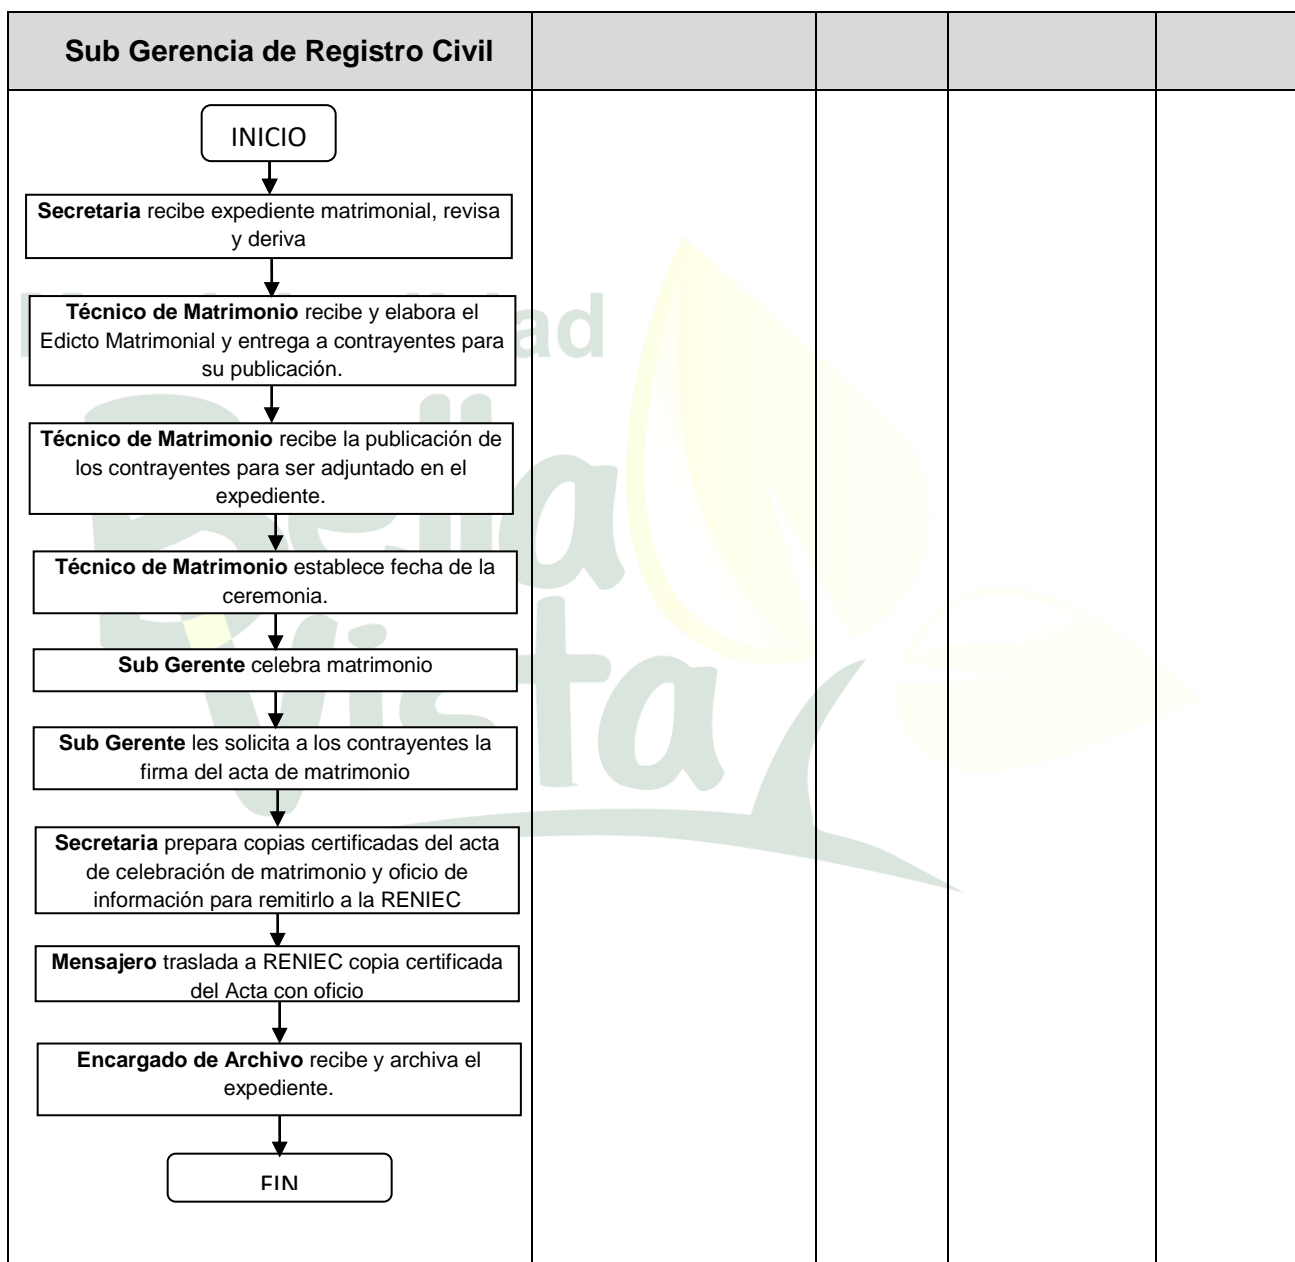 Sub Gerencia de Registro Civil
INICIO
Secretaria recibe expediente matrimonial, revisa
y deriva
Técnico de Matrimonio recibe y elabora el
Edicto Matrimonial y entrega a contrayentes para
su publicación.
Técnico de Matrimonio recibe la publicación de
los contrayentes para ser adjuntado en el
expediente.
Técnico de Matrimonio establece fecha de la
ceremonia.
Sub Gerente celebra matrimonio
Sub Gerente les solicita a los contrayentes la
firma del acta de matrimonio
Secretaria prepara copias certificadas del acta
de celebración de matrimonio y oficio de
información para remitirlo a la RENIEC
Mensajero traslada a RENIEC copia certificada
del Acta con oficio
Encargado de Archivo recibe y archiva el
expediente.
FIN
Bella
Vista